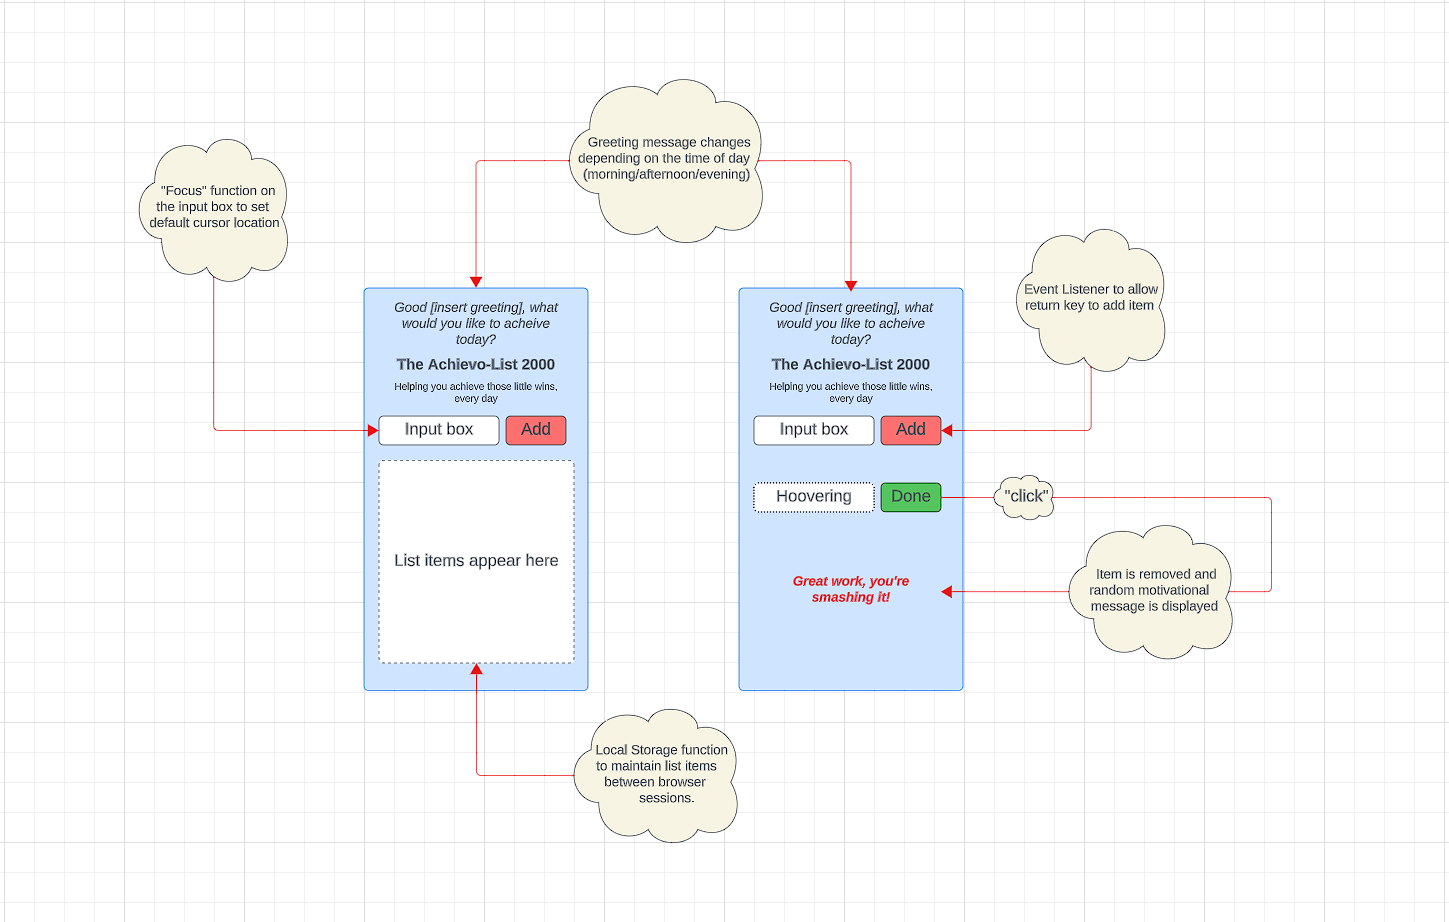 Greeting message changes
depending on the time of day
(morning/afternoon/evening)
"Focus" function on
the input box to set
default cursor location
Event Listener to allow
return key to add item
Good [insert greeting], what
would you like to acheive
today?
The Achievo-List 2000
Helping you achieve those little wins,
every day
Input box
Add
List items appear here
Good [insert greeting], what
would you like to acheive
today?
The Achievo-List 2000
Helping you achieve those little wins,
every day
Input box
Add
Hoovering
Done
"click"
Great work, you're
smashing it!
Item is removed and
random motivational
message is displayed
Local Storage function
to maintain list items
between browser
sessions.